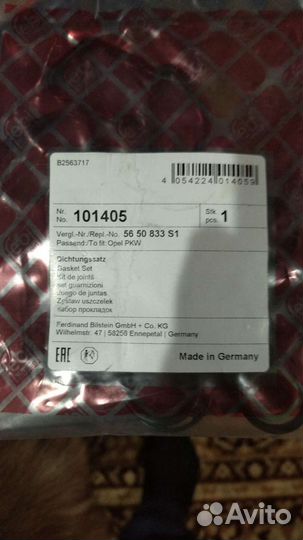 B2563717
4 054224 014059
Nr. No. 101405
Stk pcs. 1
Vergl.-Nr./Repl.-No. 56 50 833 S1
Passend:/To fit: Opel PKW
Dichtungssatz
Gasket Set
Kit de joints
set guarnizioni
Juego de juntas
Zestaw uszczelek
набор прокладок
Ferdinand Bilstein GmbH + Co. KG
Wilhelmstr. 47 | 58256 Ennepetal | Germany
EAC
Made in Germany
Avito